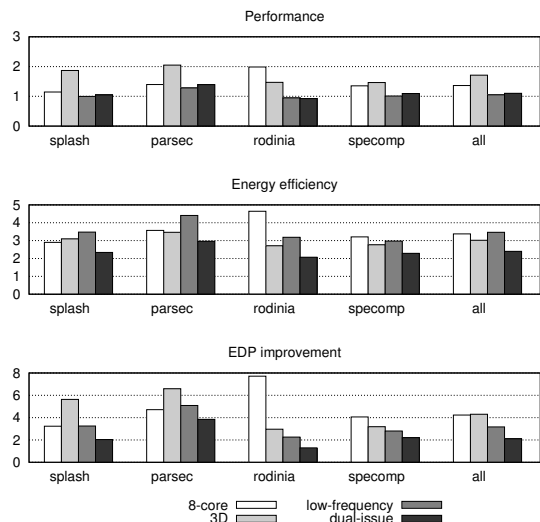 Performance
3
2
1
0
splash parsec rodinia specomp all
Energy efficiency
5
4
3
2
1
0
splash parsec rodinia specomp all
EDP improvement
8
6
4
2
0
splash parsec rodinia specomp all
8-core low-frequency
3D dual-issue